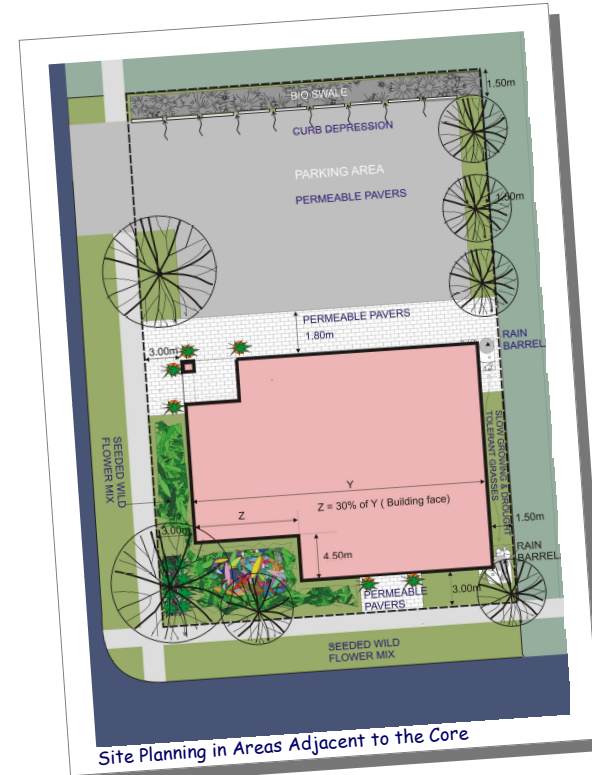 BIO SWALE
1.50m
CURB DEPRESSION
PARKING AREA
PERMEABLE PAVERS
1.50m
PERMEABLE PAVERS
1.80m
RAIN
BARREL
3.00m
SEEDED WILD
FLOWER MIX
SLOW GROWING & DROUGHT
TOLERANT GRASSES
Y
Z = 30% of Y ( Building face)
Z
1.50m
3.00m
4.50m
RAIN
BARREL
3.00m
PERMEABLE
PAVERS
SEEDED WILD
FLOWER MIX
Site Planning in Areas Adjacent to the Core